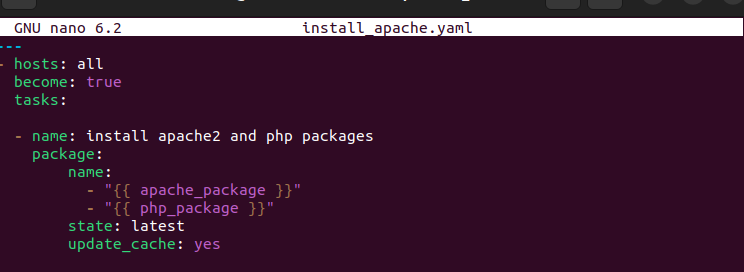 GNU nano 6.2 install_apache.yaml
---
- hosts: all
  become: true
  tasks:

  - name: install apache2 and php packages
    package:
        name:
          - "{{ apache_package }}"
          - "{{ php_package }}"
        state: latest
        update_cache: yes